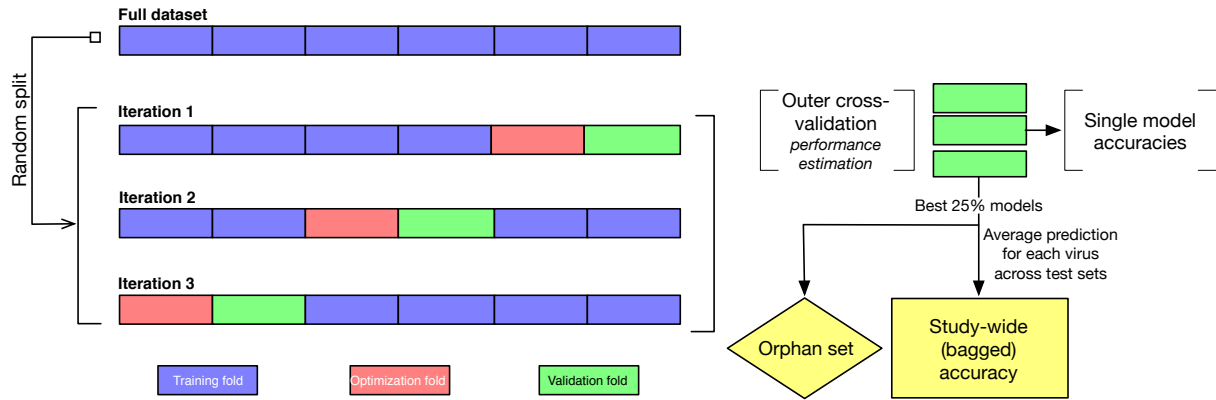 Full dataset
Random split
Iteration 1
Iteration 2
Iteration 3
Training fold
Optimization fold
Validation fold
Outer cross-
validation
performance
estimation
Single model
accuracies
Best 25% models
Average prediction
for each virus
across test sets
Orphan set
Study-wide
(bagged)
accuracy